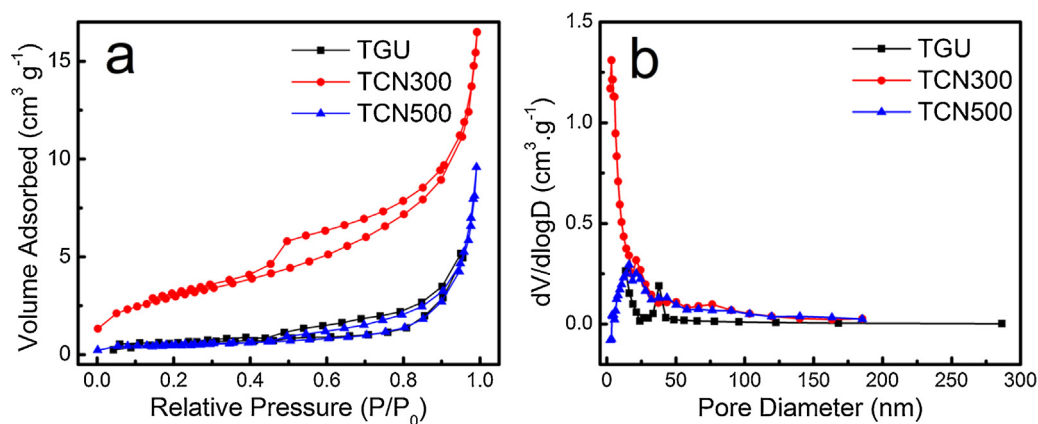 a
TGU
TCN300
TCN500
Volume Adsorbed (cm³ g⁻¹)
15
10
5
0
0.0 0.2 0.4 0.6 0.8 1.0
Relative Pressure (P/P₀)
b
TGU
TCN300
TCN500
dV/dlogD (cm³.g⁻¹)
1.5
1.0
0.5
0.0
0 50 100 150 200 250 300
Pore Diameter (nm)